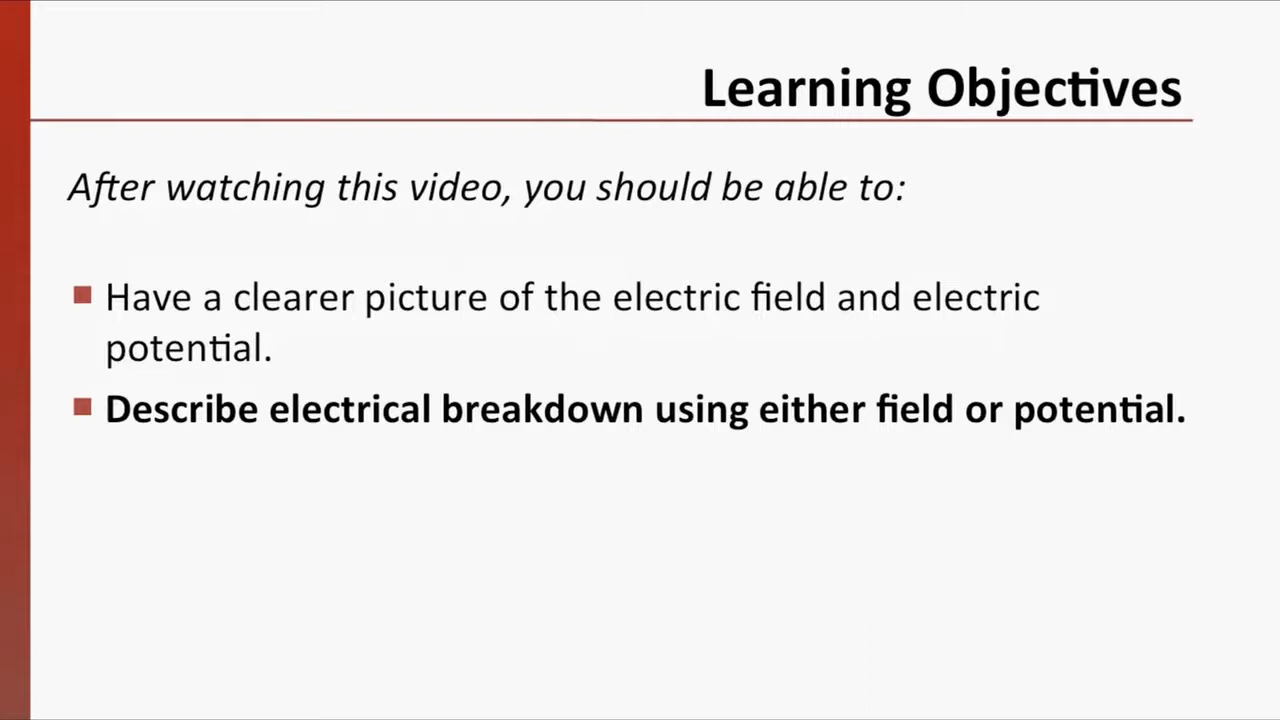 Learning Objectives
After watching this video, you should be able to:
Have a clearer picture of the electric field and electric
potential.
Describe electrical breakdown using either field or potential.